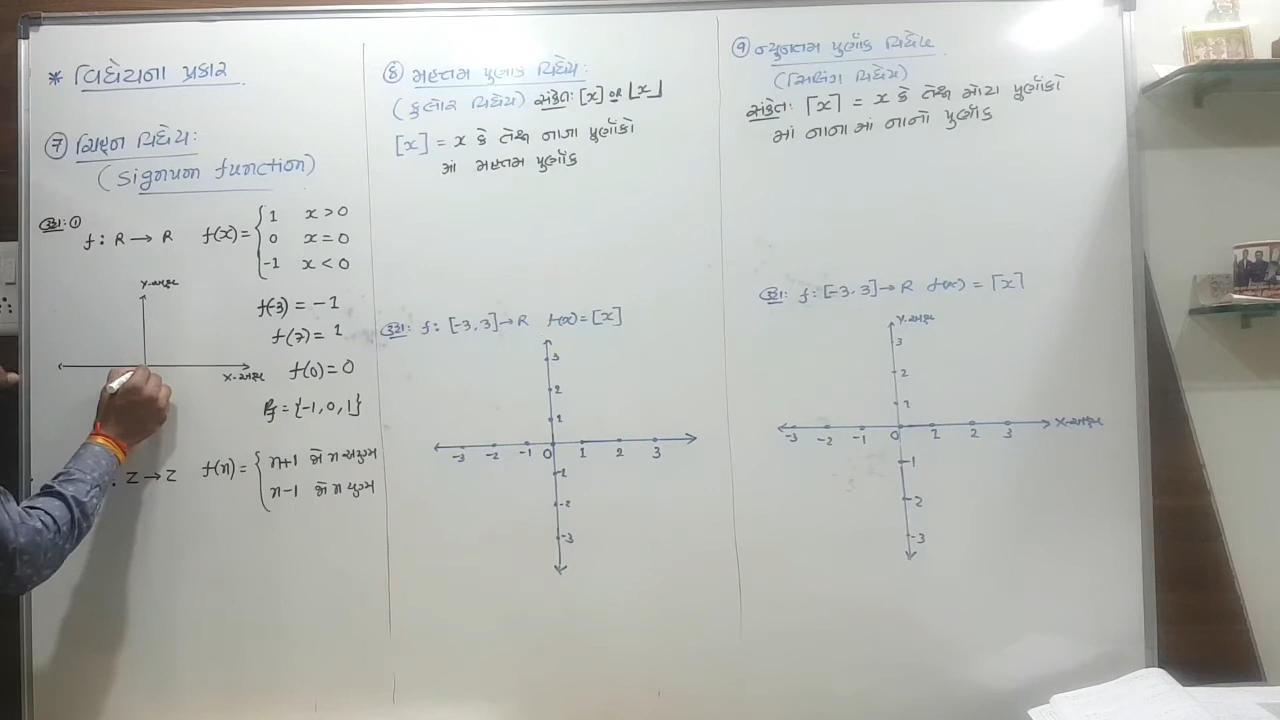 * વિધેયના પ્રકાર
⑦ ચિહ્ન વિધેય:
(signum function)
ઉદા: ①
f : R → R f(x) = { 1 x > 0
0 x = 0
-1 x < 0
Y-અક્ષ
X-અક્ષ
f(-3) = -1
f(7) = 1
f(0) = 0
Rf = {-1, 0, 1}
: Z → Z f(n) = { n+1 જો n અયુગ્મ
n-1 જો n યુગ્મ
⑧ મહત્તમ પૂર્ણાંક વિધેય:
(ફ્લોર વિધેય) સંકેત: [x] OR ⌊x⌋
[x] = x કે તેથી નાના પૂર્ણાંકો
માં મહત્તમ પૂર્ણાંક
ઉદા: f : [-3, 3] → R f(x) = [x]
3
2
1
-3 -2 -1 0 1 2 3
-1
-2
-3
⑨ ન્યુનતમ પુર્ણાંક વિધેય
(સિલિંગ વિધેય)
સંકેત: ⌈x⌉ = x કે તેથી મોટા પુર્ણાંકો
માં નાનામાં નાનો પુર્ણાંક
ઉદા: f : [-3, 3] → R f(x) = ⌈x⌉
Y-અક્ષ
3
2
1
-3 -2 -1 0 1 2 3 X-અક્ષ
-1
-2
-3